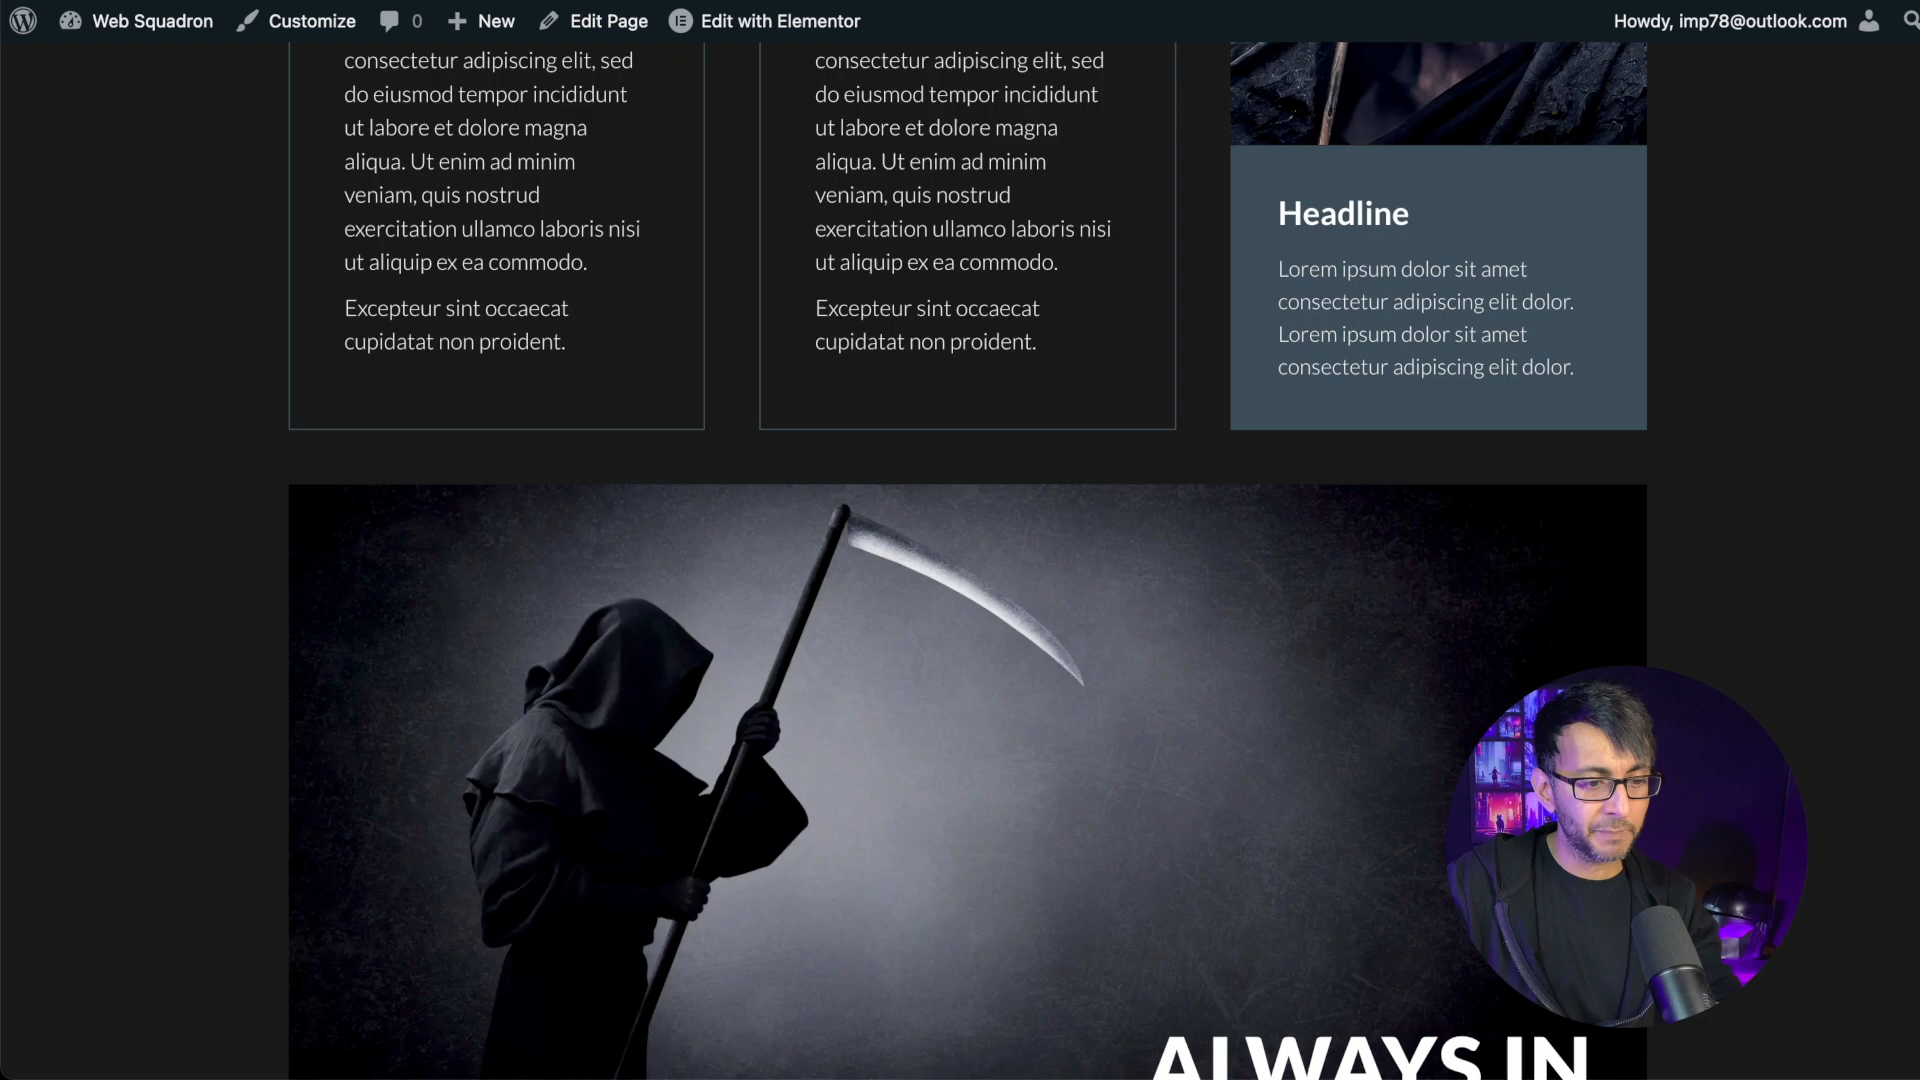 Web Squadron Customize 0 New Edit Page Edit with Elementor Howdy, imp78@outlook.com
consectetur adipiscing elit, sed
do eiusmod tempor incididunt
ut labore et dolore magna
aliqua. Ut enim ad minim
veniam, quis nostrud
exercitation ullamco laboris nisi
ut aliquip ex ea commodo.
Excepteur sint occaecat
cupidatat non proident.
consectetur adipiscing elit, sed
do eiusmod tempor incididunt
ut labore et dolore magna
aliqua. Ut enim ad minim
veniam, quis nostrud
exercitation ullamco laboris nisi
ut aliquip ex ea commodo.
Excepteur sint occaecat
cupidatat non proident.
Headline
Lorem ipsum dolor sit amet
consectetur adipiscing elit dolor.
Lorem ipsum dolor sit amet
consectetur adipiscing elit dolor.
ALWAYS IN